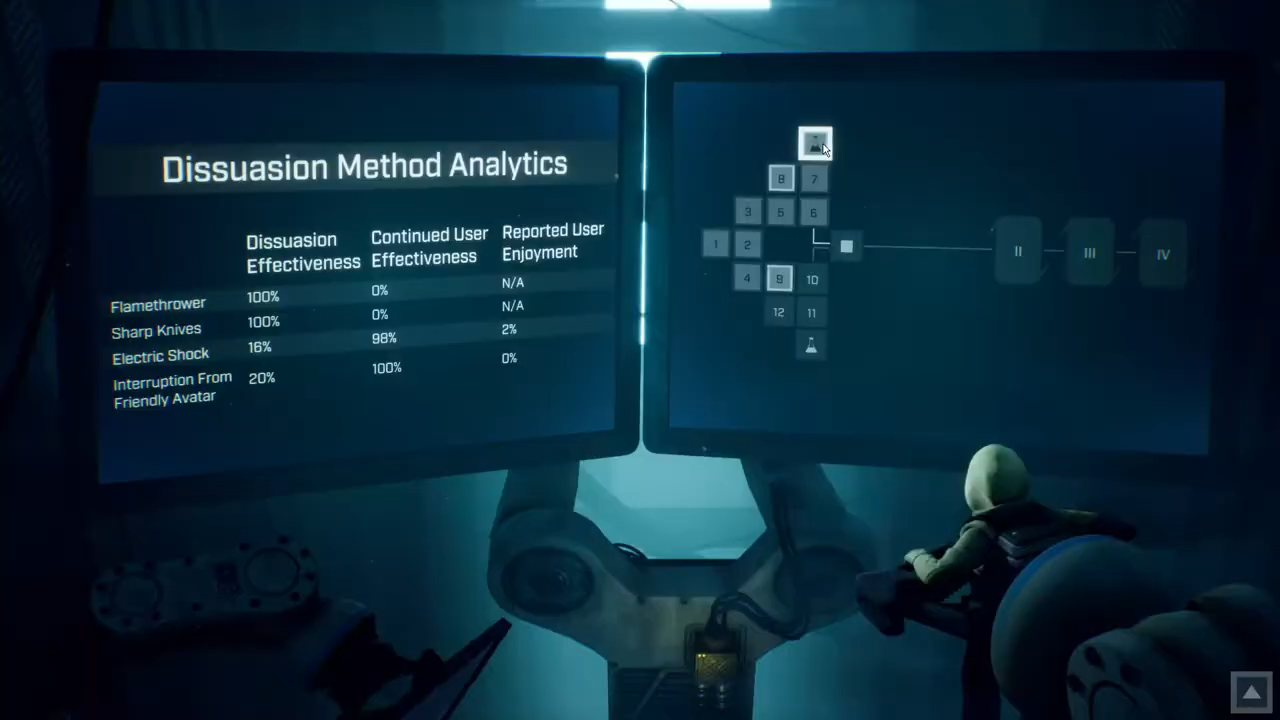 Dissuasion Method Analytics
Dissuasion Effectiveness
Continued User Effectiveness
Reported User Enjoyment
Flamethrower 100% 0% N/A
Sharp Knives 100% 0% N/A
Electric Shock 16% 98% 2%
Interruption From Friendly Avatar 20% 100% 0%
8 7
3 5 6
1 2
4 9 10
12 11
II III IV